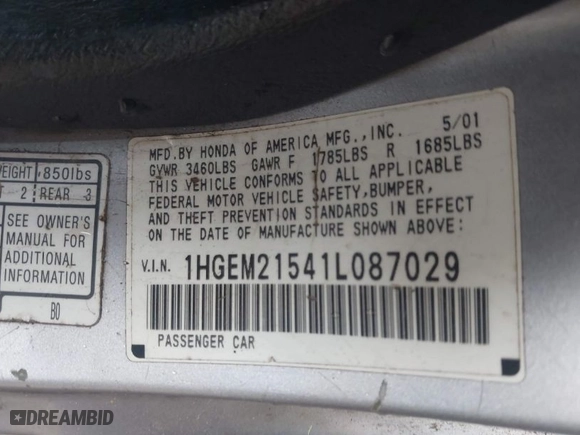 MFD.BY HONDA OF AMERICA MFG.,INC. 5/01
GVWR 3460LBS GAWR F 1785LBS R 1685LBS
THIS VEHICLE CONFORMS TO ALL APPLICABLE
FEDERAL MOTOR VEHICLE SAFETY,BUMPER,
AND THEFT PREVENTION STANDARDS IN EFFECT
ON THE DATE OF MANUFACTURE SHOWN ABOVE:
V.I.N. 1HGEM21541L087029
PASSENGER CAR
850lbs
2 REAR 3
SEE OWNER'S
MANUAL FOR
ADDITIONAL
INFORMATION
B0
DREAMBID